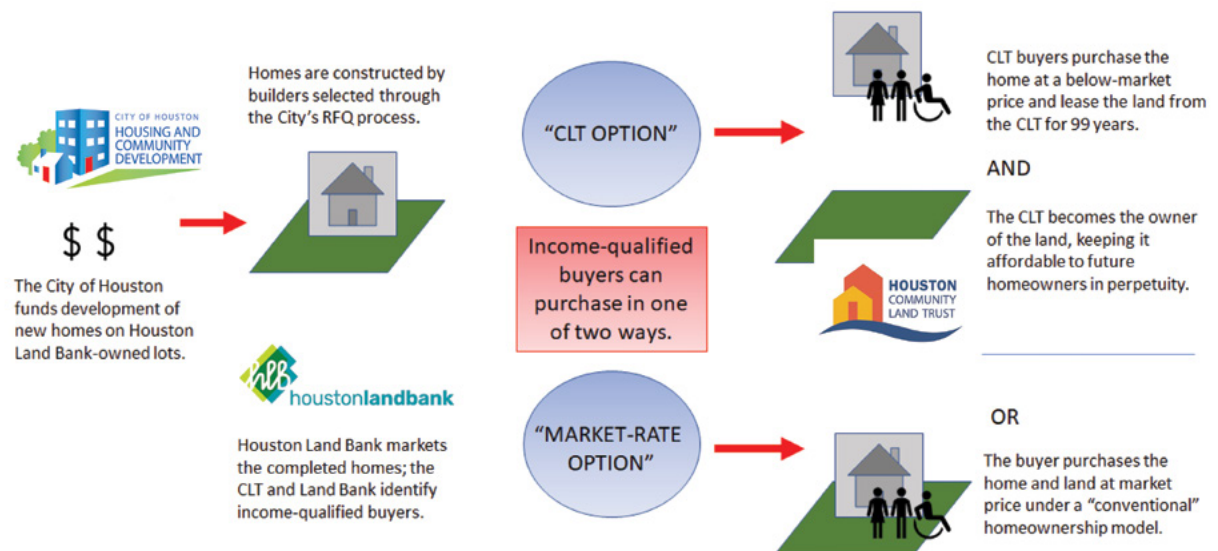 CITY OF HOUSTON
HOUSING AND
COMMUNITY
DEVELOPMENT
$ $
The City of Houston
funds development of
new homes on Houston
Land Bank-owned lots.
Homes are constructed by
builders selected through
the City's RFQ process.
hlb
houstonlandbank
Houston Land Bank markets
the completed homes; the
CLT and Land Bank identify
income-qualified buyers.
"CLT OPTION"
Income-qualified
buyers can
purchase in one
of two ways.
"MARKET-RATE
OPTION"
CLT buyers purchase the
home at a below-market
price and lease the land from
the CLT for 99 years.
AND
The CLT becomes the owner
of the land, keeping it
affordable to future
homeowners in perpetuity.
HOUSTON
COMMUNITY
LAND TRUST
OR
The buyer purchases the
home and land at market
price under a "conventional"
homeownership model.